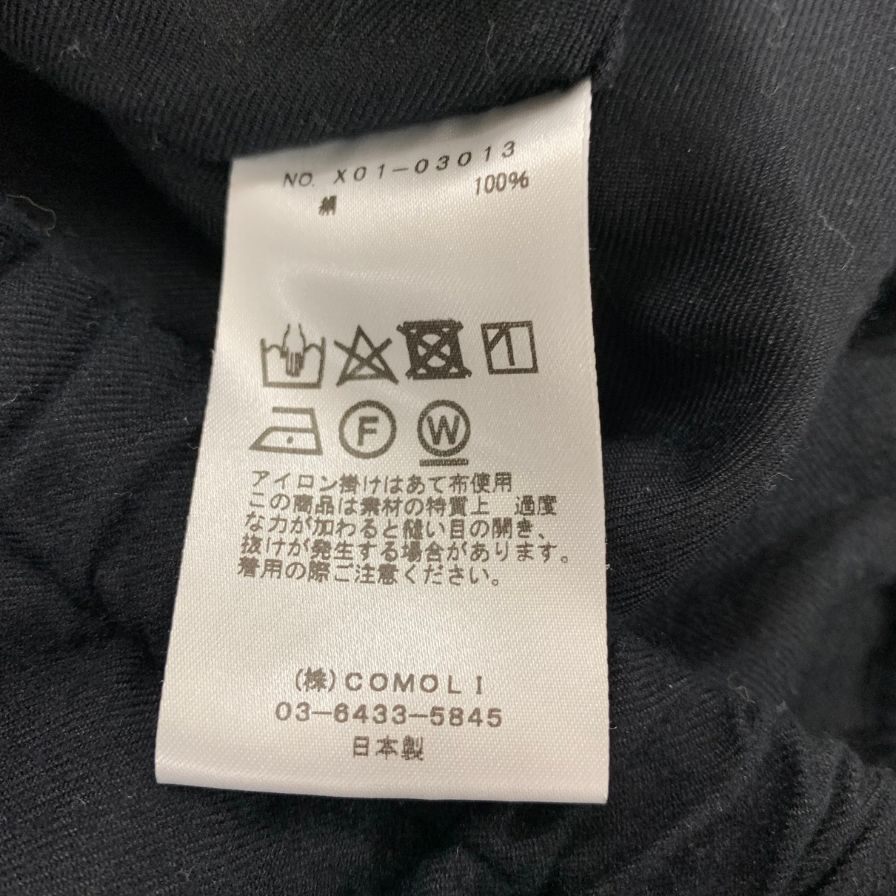 NO. X01-03013
絹 100%
F W
アイロン掛けはあて布使用
この商品は素材の特質上 過度
な力が加わると縫い目の開き、
抜けが発生する場合があります。
着用の際ご注意ください。
(株)COMOLI
03-6433-5845
日本製